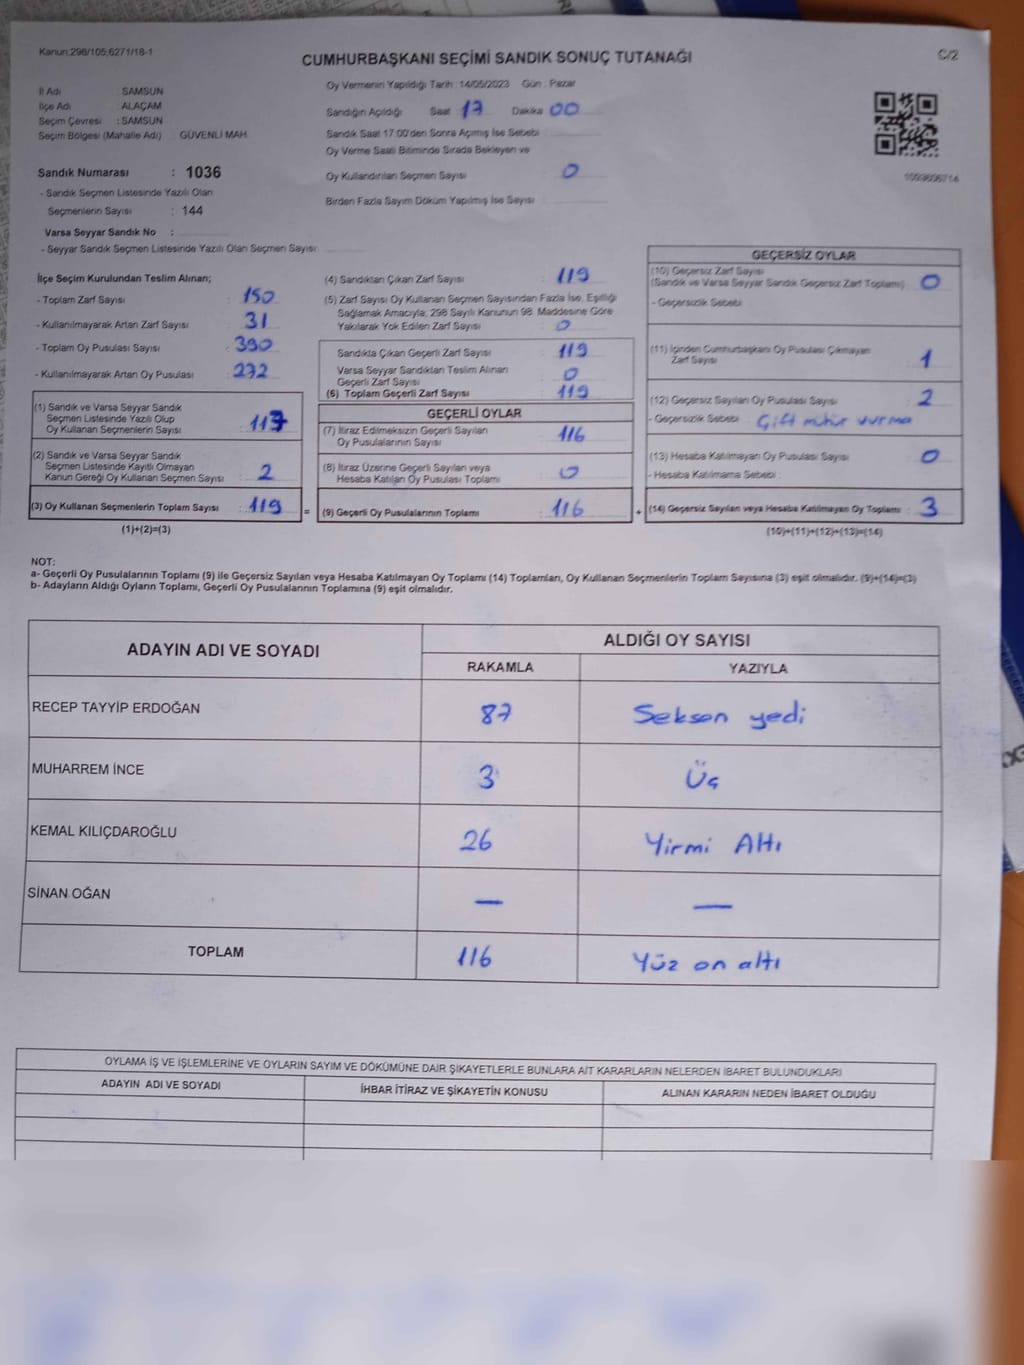 Kanun:298/105,6271/18-1
C/2
CUMHURBAŞKANI SEÇİMİ SANDIK SONUÇ TUTANAĞI
İl Adı SAMSUN
İlçe Adı ALAÇAM
Seçim Çevresi : SAMSUN
Seçim Bölgesi (Mahalle Adı) GÜVENLİ MAH.
Sandık Numarası : 1036
- Sandık Seçmen Listesinde Yazılı Olan
Seçmenlerin Sayısı : 144
Varsa Seyyar Sandık No :
- Seyyar Sandık Seçmen Listesinde Yazılı Olan Seçmen Sayısı:
Oy Vermenin Yapıldığı Tarih :14/05/2023 Gün : Pazar
Sandığın Açıldığı Saat 17 Dakika 00
Sandık Saat 17:00'den Sonra Açılmış İse Sebebi
Oy Verme Saati Bitiminde Sırada Bekleyen ve
Oy Kullandırılan Seçmen Sayısı 0
Birden Fazla Sayım Döküm Yapılmış İse Sayısı
İlçe Seçim Kurulundan Teslim Alınan;
- Toplam Zarf Sayısı : 150
- Kullanılmayarak Artan Zarf Sayısı : 31
- Toplam Oy Pusulası Sayısı : 390
- Kullanılmayarak Artan Oy Pusulası : 272
(1) Sandık ve Varsa Seyyar Sandık
Seçmen Listesinde Yazılı Olup
Oy Kullanan Seçmenlerin Sayısı : 117
(2) Sandık ve Varsa Seyyar Sandık
Seçmen Listesinde Kayıtlı Olmayan
Kanun Gereği Oy Kullanan Seçmen Sayısı : 2
(3) Oy Kullanan Seçmenlerin Toplam Sayısı : 119
(1)+(2)=(3)
(4) Sandıktan Çıkan Zarf Sayısı : 119
(5) Zarf Sayısı Oy Kullanan Seçmen Sayısından Fazla İse, Eşitliği
Sağlamak Amacıyla, 298 Sayılı Kanunun 98. Maddesine Göre
Yakılarak Yok Edilen Zarf Sayısı : 0
Sandıkta Çıkan Geçerli Zarf Sayısı : 119
Varsa Seyyar Sandıktan Teslim Alınan
Geçerli Zarf Sayısı : 0
(6) Toplam Geçerli Zarf Sayısı : 119
GEÇERLİ OYLAR
(7) İtiraz Edilmeksizin Geçerli Sayılan
Oy Pusulalarının Sayısı : 116
(8) İtiraz Üzerine Geçerli Sayılan veya
Hesaba Katılan Oy Pusulası Toplamı : 0
= (9) Geçerli Oy Pusulalarının Toplamı : 116
GEÇERSİZ OYLAR
(10) Geçersiz Zarf Sayısı
(Sandık ve Varsa Seyyar Sandık Geçersiz Zarf Toplamı) : 0
- Geçersizlik Sebebi
(11) İçinden Cumhurbaşkanı Oy Pusulası Çıkmayan
Zarf Sayısı : 1
(12) Geçersiz Sayılan Oy Pusulası Sayısı : 2
- Geçersizlik Sebebi Çift mühür vurma
(13) Hesaba Katılmayan Oy Pusulası Sayısı : 0
- Hesaba Katılmama Sebebi :
+ (14) Geçersiz Sayılan veya Hesaba Katılmayan Oy Toplamı : 3
(10)+(11)+(12)+(13)=(14)
NOT:
a- Geçerli Oy Pusulalarının Toplamı (9) ile Geçersiz Sayılan veya Hesaba Katılmayan Oy Toplamı (14) Toplamları, Oy Kullanan Seçmenlerin Toplam Sayısına (3) eşit olmalıdır. (9)+(14)=(3)
b- Adayların Aldığı Oyların Toplamı, Geçerli Oy Pusulalarının Toplamına (9) eşit olmalıdır.
ADAYIN ADI VE SOYADI ALDIĞI OY SAYISI
RAKAMLA YAZIYLA
RECEP TAYYİP ERDOĞAN 87 Seksen yedi
MUHARREM İNCE 3 Üç
KEMAL KILIÇDAROĞLU 26 Yirmi Altı
SİNAN OĞAN — —
TOPLAM 116 Yüz on altı
OYLAMA İŞ VE İŞLEMLERİNE VE OYLARIN SAYIM VE DÖKÜMÜNE DAİR ŞİKAYETLERLE BUNLARA AİT KARARLARIN NELERDEN İBARET BULUNDUKLARI
ADAYIN ADI VE SOYADI İHBAR İTİRAZ VE ŞİKAYETİN KONUSU ALINAN KARARIN NEDEN İBARET OLDUĞU